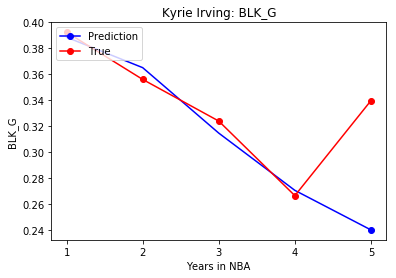 Kyrie Irving: BLK_G
Prediction
True
0.40
0.38
0.36
0.34
0.32
0.30
0.28
0.26
0.24
BLK_G
1 2 3 4 5
Years in NBA